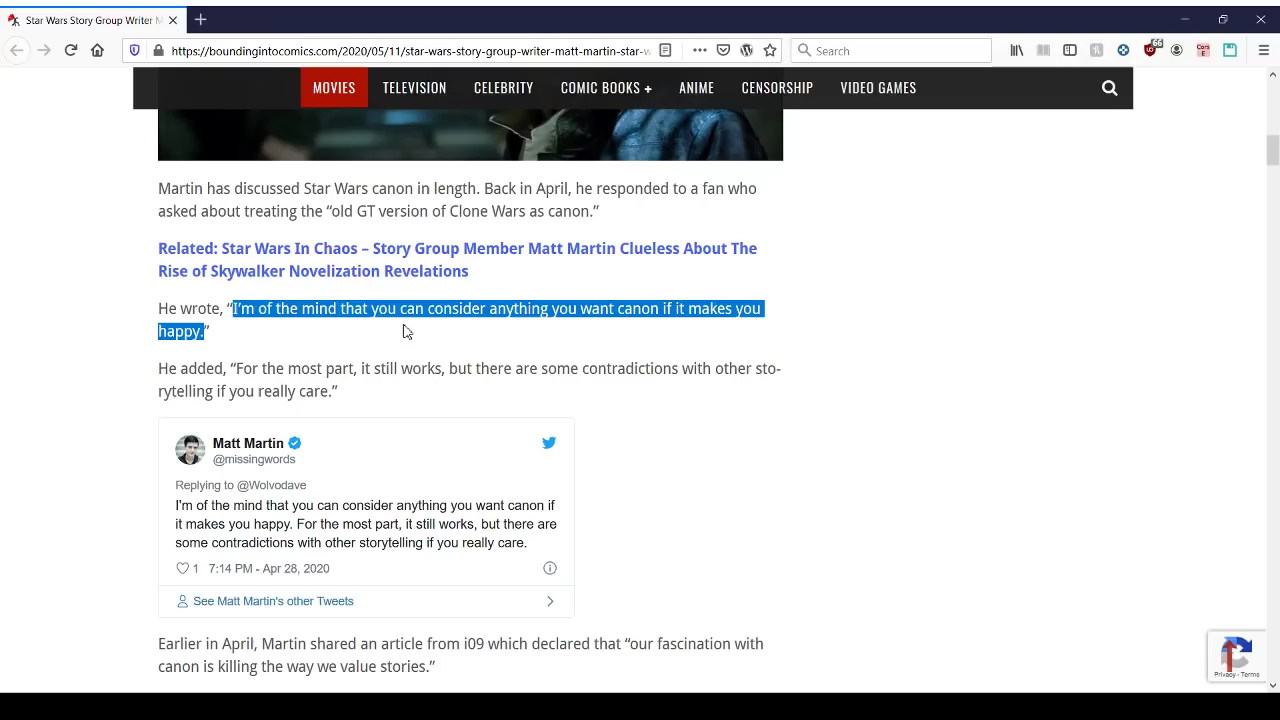 Star Wars Story Group Writer M
https://boundingintocomics.com/2020/05/11/star-wars-story-group-writer-matt-martin-star-w
Search
66
MOVIES TELEVISION CELEBRITY COMIC BOOKS + ANIME CENSORSHIP VIDEO GAMES
Martin has discussed Star Wars canon in length. Back in April, he responded to a fan who
asked about treating the “old GT version of Clone Wars as canon.”
Related: Star Wars In Chaos – Story Group Member Matt Martin Clueless About The
Rise of Skywalker Novelization Revelations
He wrote, “I’m of the mind that you can consider anything you want canon if it makes you
happy.”
He added, “For the most part, it still works, but there are some contradictions with other sto-
rytelling if you really care.”
Matt Martin
@missingwords
Replying to @Wolvodave
I'm of the mind that you can consider anything you want canon if
it makes you happy. For the most part, it still works, but there are
some contradictions with other storytelling if you really care.
1 7:14 PM - Apr 28, 2020
See Matt Martin's other Tweets
Earlier in April, Martin shared an article from i09 which declared that “our fascination with
canon is killing the way we value stories.”
Privacy - Terms